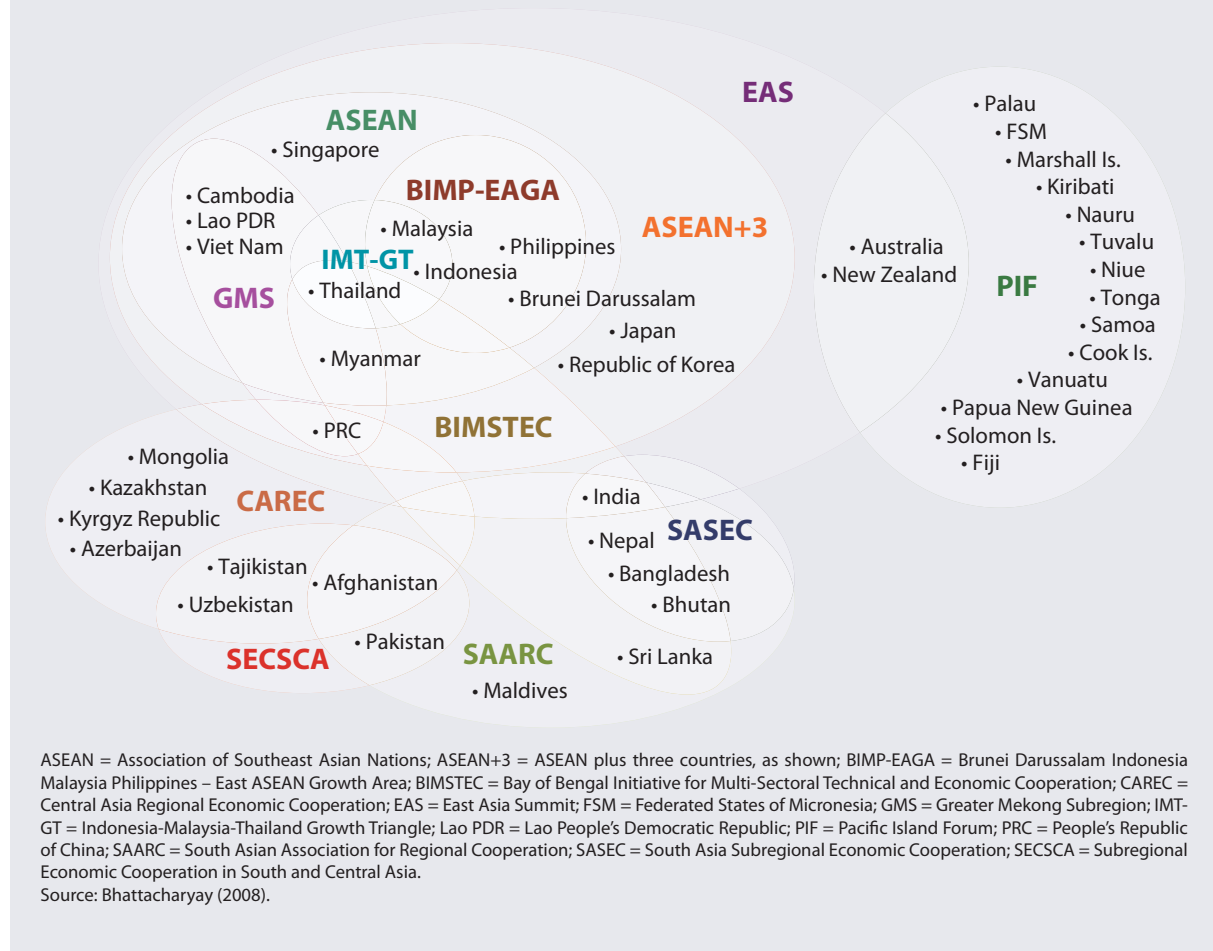 EAS
ASEAN
• Singapore
• Cambodia
• Lao PDR
• Viet Nam
GMS
BIMP-EAGA
• Malaysia
• Philippines
IMT-GT
• Indonesia
• Thailand
• Brunei Darussalam
ASEAN+3
• Japan
• Republic of Korea
• Myanmar
• PRC
BIMSTEC
• Australia
• New Zealand
PIF
• Palau
• FSM
• Marshall Is.
• Kiribati
• Nauru
• Tuvalu
• Niue
• Tonga
• Samoa
• Cook Is.
• Vanuatu
• Papua New Guinea
• Solomon Is.
• Fiji
• Mongolia
• Kazakhstan
CAREC
• Kyrgyz Republic
• Azerbaijan
• Tajikistan
• Afghanistan
• Uzbekistan
• Pakistan
SECSCA
SAARC
• Maldives
• India
SASEC
• Nepal
• Bangladesh
• Bhutan
• Sri Lanka
ASEAN = Association of Southeast Asian Nations; ASEAN+3 = ASEAN plus three countries, as shown; BIMP-EAGA = Brunei Darussalam Indonesia
Malaysia Philippines – East ASEAN Growth Area; BIMSTEC = Bay of Bengal Initiative for Multi-Sectoral Technical and Economic Cooperation; CAREC =
Central Asia Regional Economic Cooperation; EAS = East Asia Summit; FSM = Federated States of Micronesia; GMS = Greater Mekong Subregion; IMT-
GT = Indonesia-Malaysia-Thailand Growth Triangle; Lao PDR = Lao People’s Democratic Republic; PIF = Pacific Island Forum; PRC = People’s Republic
of China; SAARC = South Asian Association for Regional Cooperation; SASEC = South Asia Subregional Economic Cooperation; SECSCA = Subregional
Economic Cooperation in South and Central Asia.
Source: Bhattacharyay (2008).